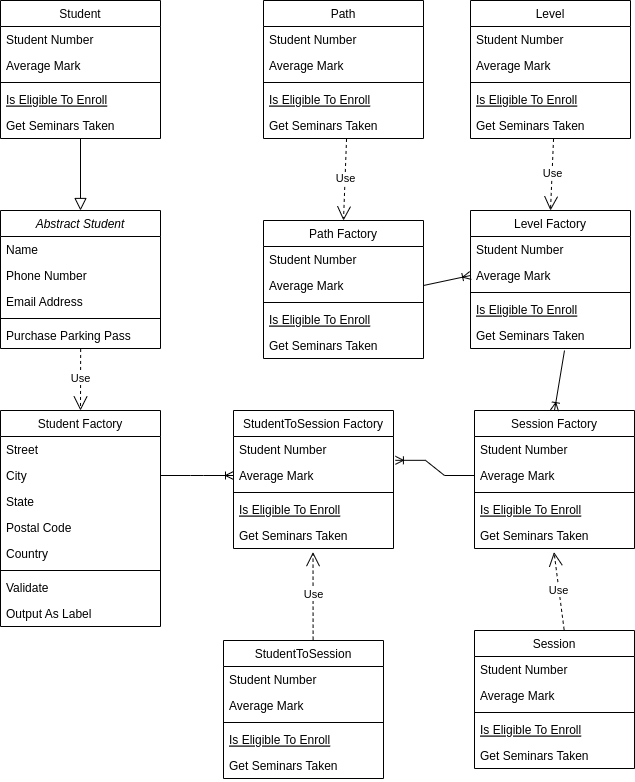 Student
Student Number
Average Mark
Is Eligible To Enroll
Get Seminars Taken
Path
Student Number
Average Mark
Is Eligible To Enroll
Get Seminars Taken
Level
Student Number
Average Mark
Is Eligible To Enroll
Get Seminars Taken
Use
Use
Abstract Student
Name
Phone Number
Email Address
Purchase Parking Pass
Path Factory
Student Number
Average Mark
Is Eligible To Enroll
Get Seminars Taken
Level Factory
Student Number
Average Mark
Is Eligible To Enroll
Get Seminars Taken
Use
Student Factory
Street
City
State
Postal Code
Country
Validate
Output As Label
StudentToSession Factory
Student Number
Average Mark
Is Eligible To Enroll
Get Seminars Taken
Session Factory
Student Number
Average Mark
Is Eligible To Enroll
Get Seminars Taken
Use
Use
StudentToSession
Student Number
Average Mark
Is Eligible To Enroll
Get Seminars Taken
Session
Student Number
Average Mark
Is Eligible To Enroll
Get Seminars Taken